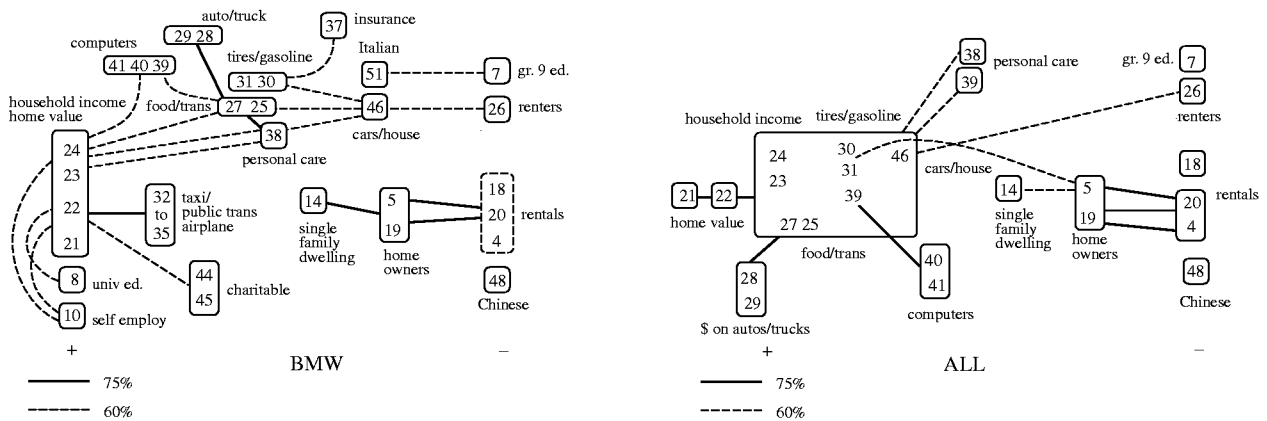 auto/truck
29 28
37
insurance
computers
41 40 39
tires/gasoline
31 30
Italian
51
7
gr. 9 ed.
household income
home value
food/trans
27 25
46
26
renters
cars/house
38
personal care
24
23
22
21
32
to
35
taxi/
public trans
airplane
14
single
family
dwelling
5
19
home
owners
18
20
4
rentals
8
univ ed.
44
45
charitable
48
Chinese
10
self employ
+
BMW
–
75%
60%
38
personal care
39
gr. 9 ed.
7
26
renters
household income
tires/gasoline
24
23
30
31
46
cars/house
39
27 25
food/trans
21
22
home value
14
single
family
dwelling
5
19
home
owners
18
20
4
rentals
28
29
$ on autos/trucks
40
41
computers
48
Chinese
+
ALL
–
75%
60%